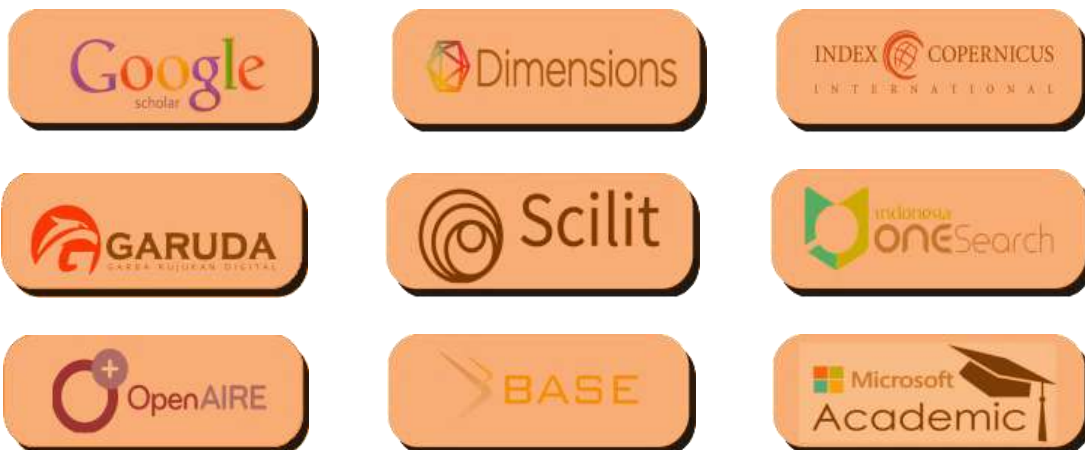 Google
scholar
Dimensions
INDEX COPERNICUS
INTERNATIONAL
GARUDA
GARBA RUJUKAN DIGITAL
Scilit
indonesia
oneSearch
OpenAIRE
BASE
Microsoft
Academic